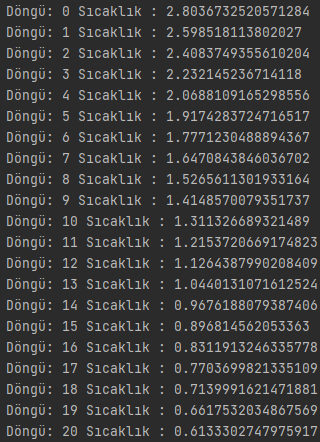 Döngü: 0 Sıcaklık : 2.8036732520571284
Döngü: 1 Sıcaklık : 2.598518113802027
Döngü: 2 Sıcaklık : 2.4083749355610204
Döngü: 3 Sıcaklık : 2.232145236714118
Döngü: 4 Sıcaklık : 2.0688109165298556
Döngü: 5 Sıcaklık : 1.9174283724716517
Döngü: 6 Sıcaklık : 1.7771230488894367
Döngü: 7 Sıcaklık : 1.6470843846036702
Döngü: 8 Sıcaklık : 1.5265611301933164
Döngü: 9 Sıcaklık : 1.4148570079351737
Döngü: 10 Sıcaklık : 1.311326689321489
Döngü: 11 Sıcaklık : 1.2153720669174823
Döngü: 12 Sıcaklık : 1.1264387990208409
Döngü: 13 Sıcaklık : 1.0440131071612524
Döngü: 14 Sıcaklık : 0.9676188079387406
Döngü: 15 Sıcaklık : 0.896814562053363
Döngü: 16 Sıcaklık : 0.8311913246335778
Döngü: 17 Sıcaklık : 0.7703699821335109
Döngü: 18 Sıcaklık : 0.7139991621471881
Döngü: 19 Sıcaklık : 0.6617532034867569
Döngü: 20 Sıcaklık : 0.6133302747975917